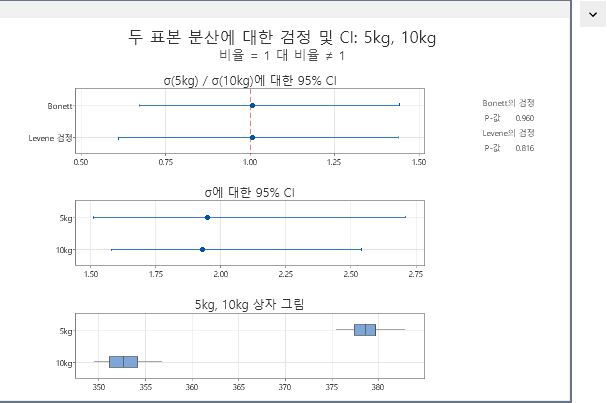 두 표본 분산에 대한 검정 및 CI: 5kg, 10kg
비율 = 1 대 비율 ≠ 1
σ(5kg) / σ(10kg)에 대한 95% CI
Bonett
Levene 검정
0.50 0.75 1.00 1.25 1.50
Bonett의 검정
P-값 0.960
Levene의 검정
P-값 0.816
σ에 대한 95% CI
5kg
10kg
1.50 1.75 2.00 2.25 2.50 2.75
5kg, 10kg 상자 그림
5kg
10kg
350 355 360 365 370 375 380